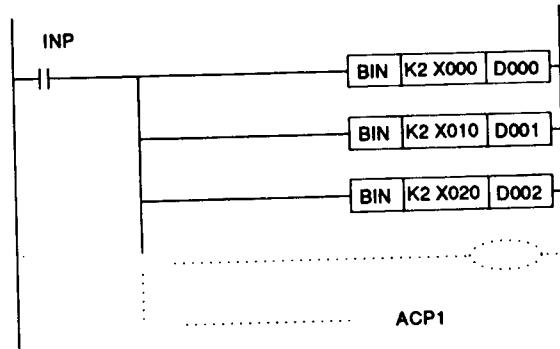 INP
BIN K2 X000 D000
BIN K2 X010 D001
BIN K2 X020 D002
ACP1